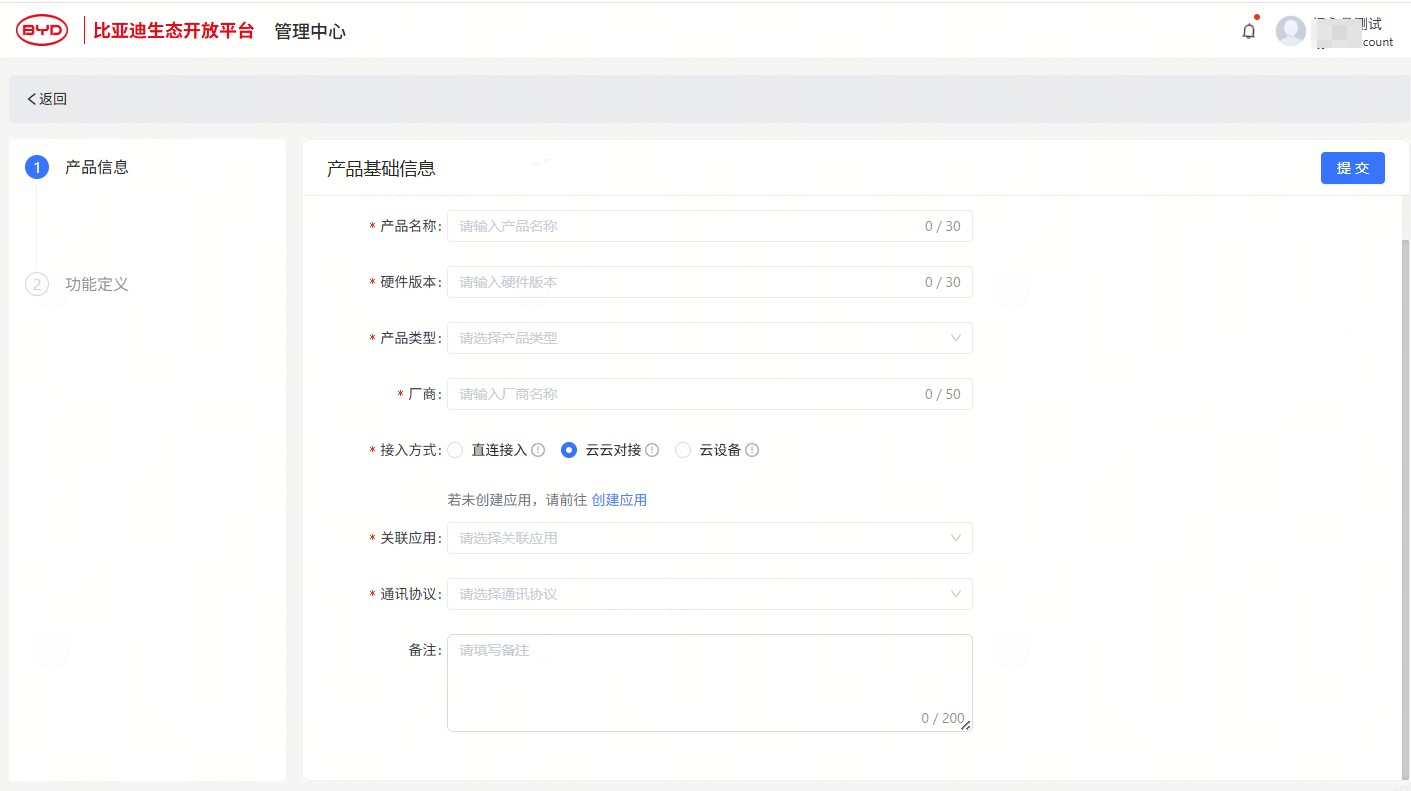 BYD 比亚迪生态开放平台 管理中心
测试
count
返回
1 产品信息
2 功能定义
产品基础信息
提 交
* 产品名称: 请输入产品名称 0 / 30
* 硬件版本: 请输入硬件版本 0 / 30
* 产品类型: 请选择产品类型
* 厂商: 请输入厂商名称 0 / 50
* 接入方式: 直连接入 云云对接 云设备
若未创建应用，请前往 创建应用
* 关联应用: 请选择关联应用
* 通讯协议: 请选择通讯协议
备注: 请填写备注
0 / 200